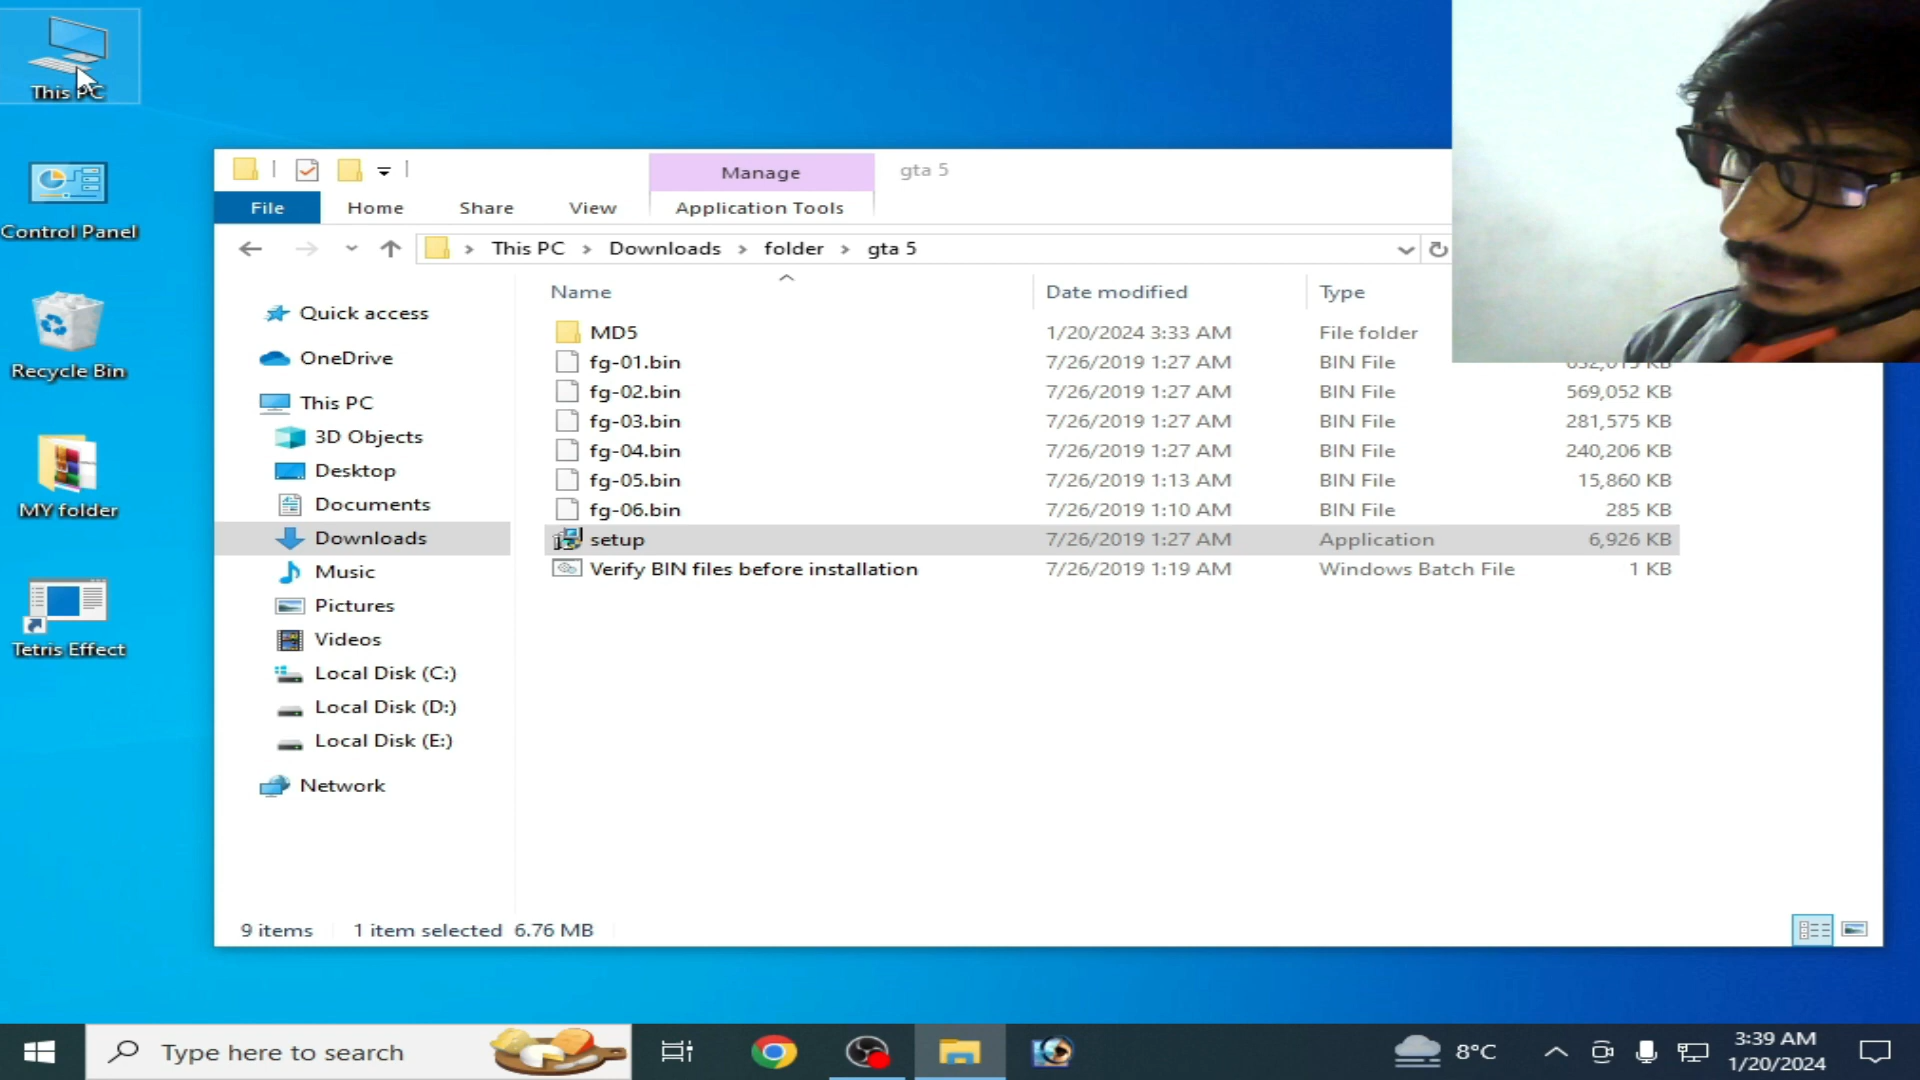 This PC
Control Panel
Recycle Bin
MY folder
Tetris Effect
Manage
gta 5
File
Home
Share
View
Application Tools
This PC
Downloads
folder
gta 5
Name
Date modified
Type
Quick access
OneDrive
This PC
3D Objects
Desktop
Documents
Downloads
Music
Pictures
Videos
Local Disk (C:)
Local Disk (D:)
Local Disk (E:)
Network
MD5 1/20/2024 3:33 AM File folder
fg-01.bin 7/26/2019 1:27 AM BIN File
fg-02.bin 7/26/2019 1:27 AM BIN File 569,052 KB
fg-03.bin 7/26/2019 1:27 AM BIN File 281,575 KB
fg-04.bin 7/26/2019 1:27 AM BIN File 240,206 KB
fg-05.bin 7/26/2019 1:13 AM BIN File 15,860 KB
fg-06.bin 7/26/2019 1:10 AM BIN File 285 KB
setup 7/26/2019 1:27 AM Application 6,926 KB
Verify BIN files before installation 7/26/2019 1:19 AM Windows Batch File 1 KB
9 items 1 item selected 6.76 MB
Type here to search
8°C
3:39 AM
1/20/2024